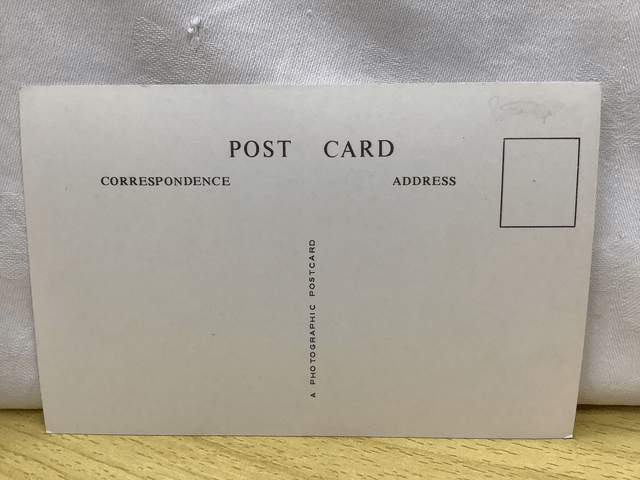 POST CARD
CORRESPONDENCE
ADDRESS
A PHOTOGRAPHIC POSTCARD